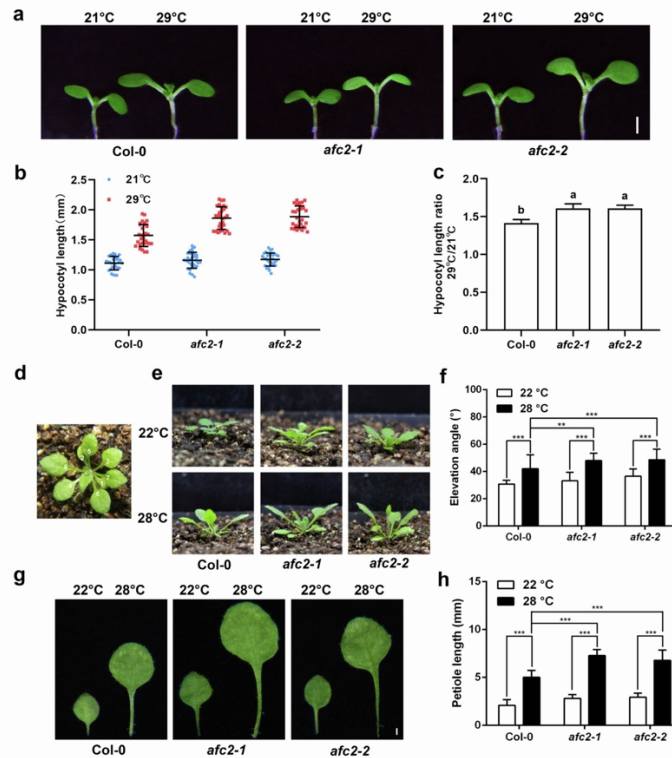 a
21°C 29°C 21°C 29°C 21°C 29°C
Col-0 afc2-1 afc2-2
b
21℃
29℃
Hypocotyl length (mm)
2.5
2.0
1.5
1.0
0.5
0.0
Col-0 afc2-1 afc2-2
c
Hypocotyl length ratio
29℃/21℃
2.0
1.5
1.0
0.5
0.0
b a a
Col-0 afc2-1 afc2-2
d
e
22°C
28°C
Col-0 afc2-1 afc2-2
f
22 °C
28 °C
Elevation angle (°)
100
80
60
40
20
0
***
**
*** *** ***
Col-0 afc2-1 afc2-2
g
22°C 28°C 22°C 28°C 22°C 28°C
Col-0 afc2-1 afc2-2
h
22 °C
28 °C
Petiole length (mm)
15
10
5
0
***
***
*** *** ***
Col-0 afc2-1 afc2-2